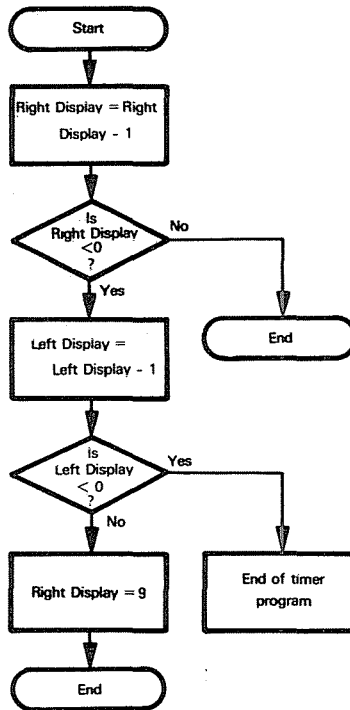 Start
Right Display = Right
Display - 1
Is
Right Display
<0
?
No
Yes
End
Left Display =
Left Display - 1
Is
Left Display
< 0
?
Yes
No
Right Display = 9
End of timer
program
End